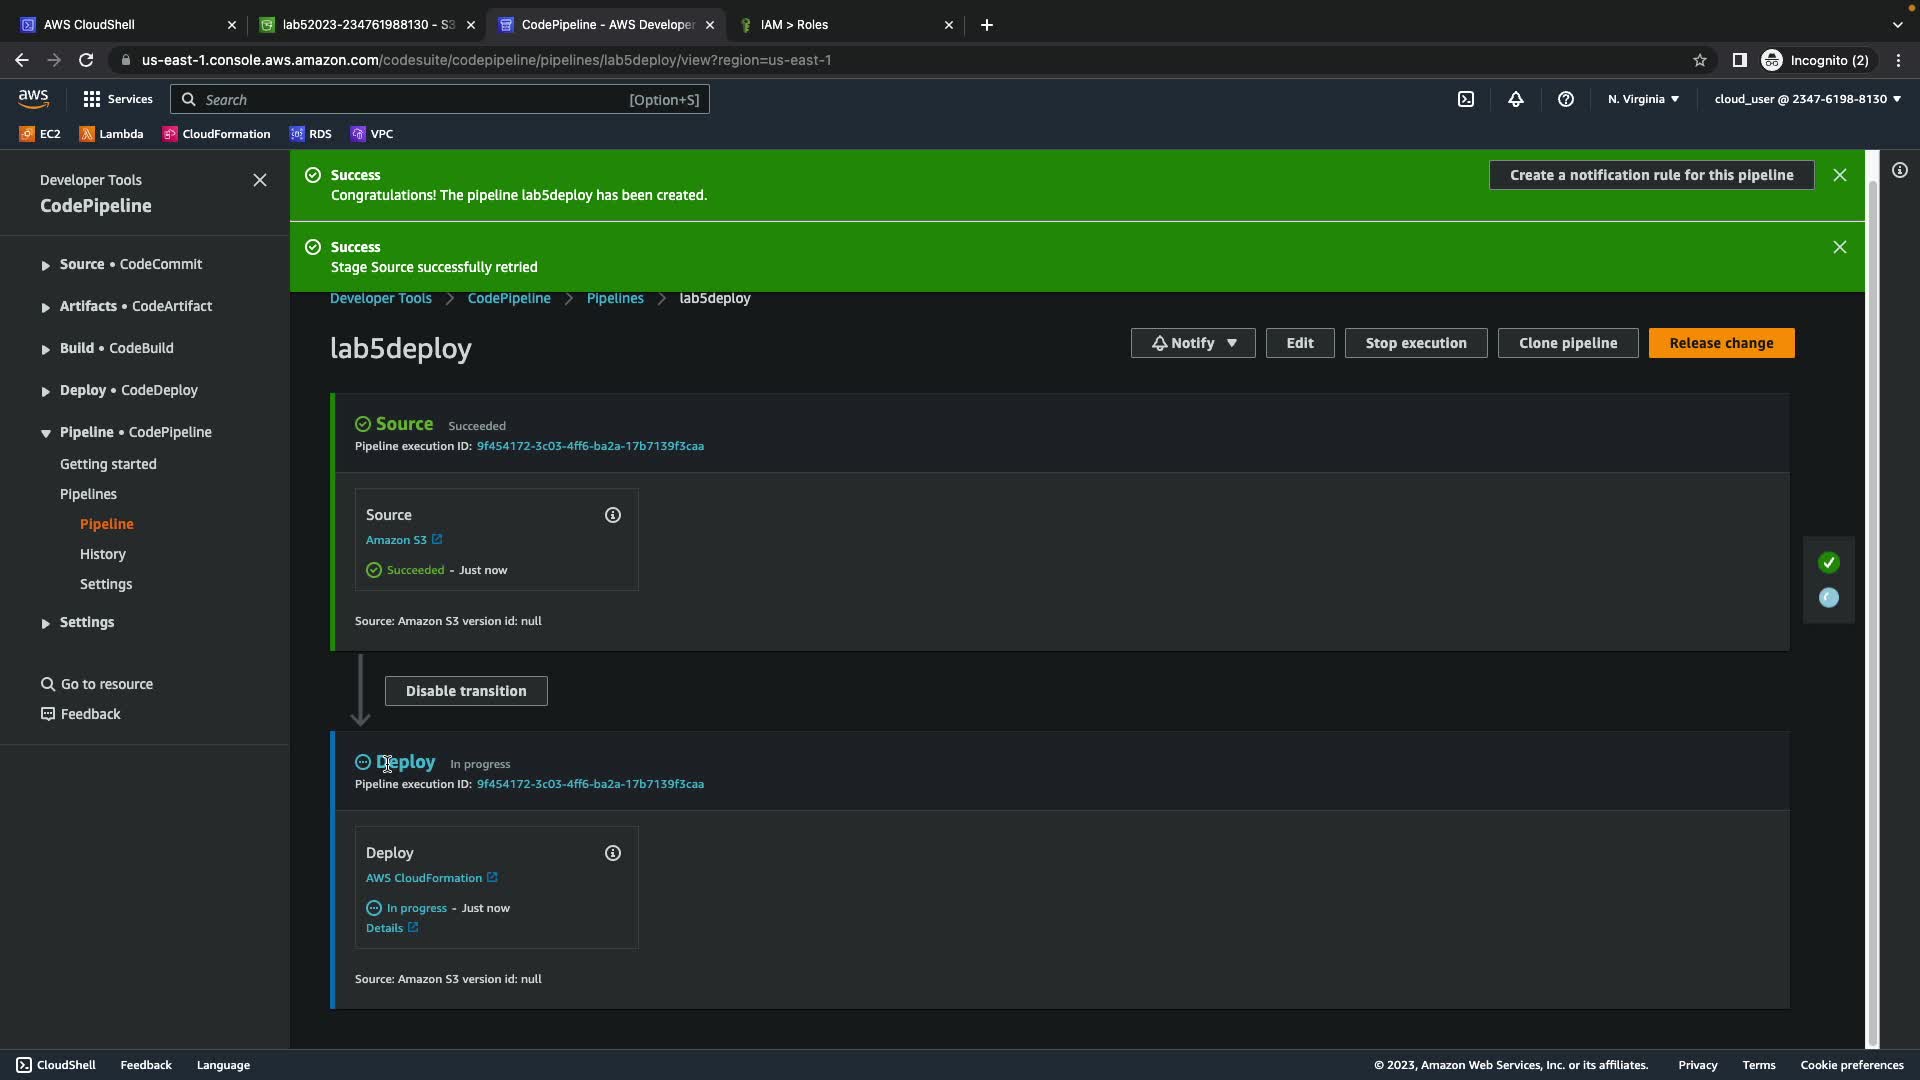 AWS CloudShell
lab52023-234761988130 - S3
CodePipeline - AWS Developer
IAM > Roles
us-east-1.console.aws.amazon.com/codesuite/codepipeline/pipelines/lab5deploy/view?region=us-east-1
Incognito (2)
aws
Services
Search
[Option+S]
N. Virginia
cloud_user @ 2347-6198-8130
EC2
Lambda
CloudFormation
RDS
VPC
Developer Tools
CodePipeline
Source • CodeCommit
Artifacts • CodeArtifact
Build • CodeBuild
Deploy • CodeDeploy
Pipeline • CodePipeline
Getting started
Pipelines
Pipeline
History
Settings
Settings
Go to resource
Feedback
Success
Congratulations! The pipeline lab5deploy has been created.
Create a notification rule for this pipeline
Success
Stage Source successfully retried
Developer Tools > CodePipeline > Pipelines > lab5deploy
lab5deploy
Notify
Edit
Stop execution
Clone pipeline
Release change
Source Succeeded
Pipeline execution ID: 9f454172-3c03-4ff6-ba2a-17b7139f3caa
Source
Amazon S3
Succeeded - Just now
Source: Amazon S3 version id: null
Disable transition
Deploy In progress
Pipeline execution ID: 9f454172-3c03-4ff6-ba2a-17b7139f3caa
Deploy
AWS CloudFormation
In progress - Just now
Details
Source: Amazon S3 version id: null
CloudShell
Feedback
Language
© 2023, Amazon Web Services, Inc. or its affiliates.
Privacy
Terms
Cookie preferences